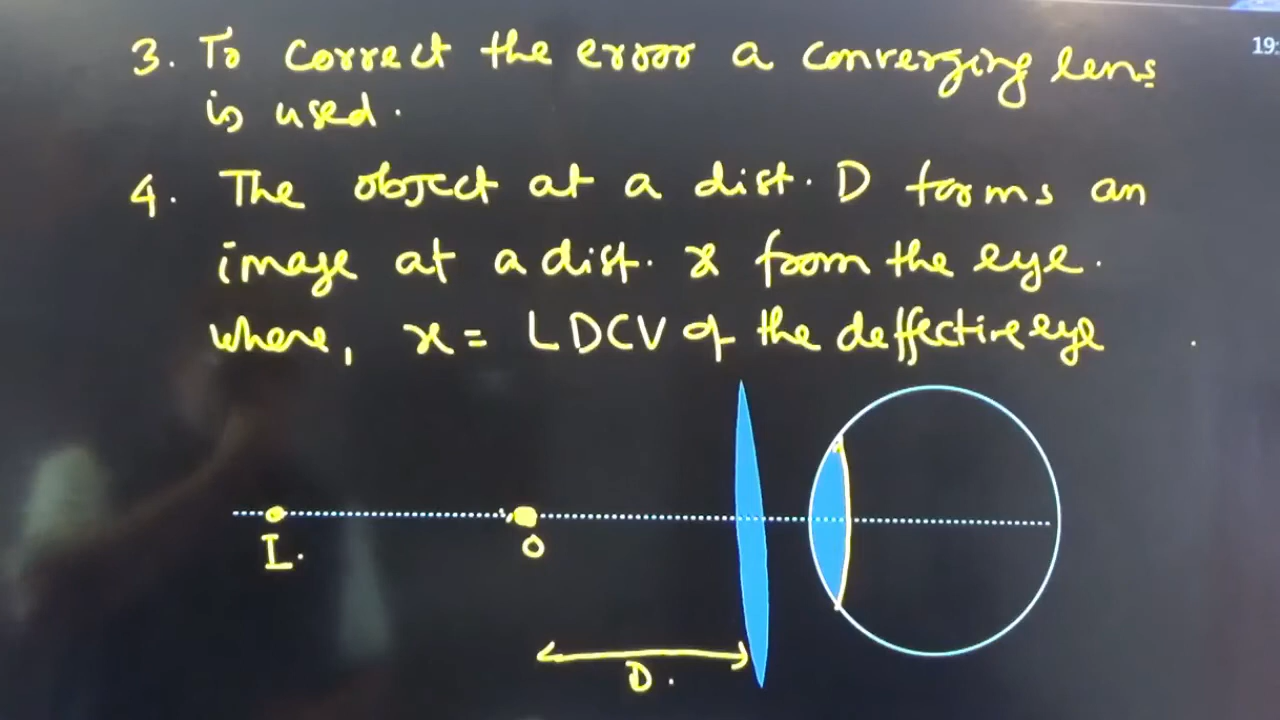 19:
3. To correct the error a converging lens
is used.
4. The object at a dist. D forms an
image at a dist. x from the eye.
where, x = LDCV of the deffective eye
I.
O
D.